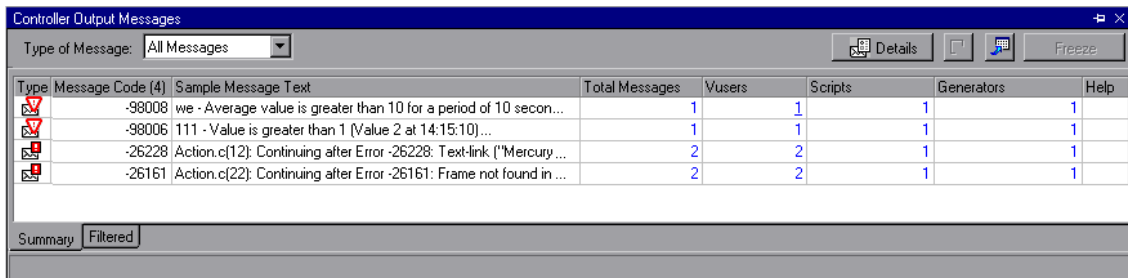 Controller Output Messages
Type of Message: All Messages Details Freeze
Type Message Code (4) Sample Message Text Total Messages Vusers Scripts Generators Help
-98008 we - Average value is greater than 10 for a period of 10 secon... 1 1 1 1
-98006 111 - Value is greater than 1 (Value 2 at 14:15:10)... 1 1 1 1
-26228 Action.c(12): Continuing after Error -26228: Text-link ("Mercury ... 2 2 1 1
-26161 Action.c(22): Continuing after Error -26161: Frame not found in ... 2 2 1 1
Summary Filtered